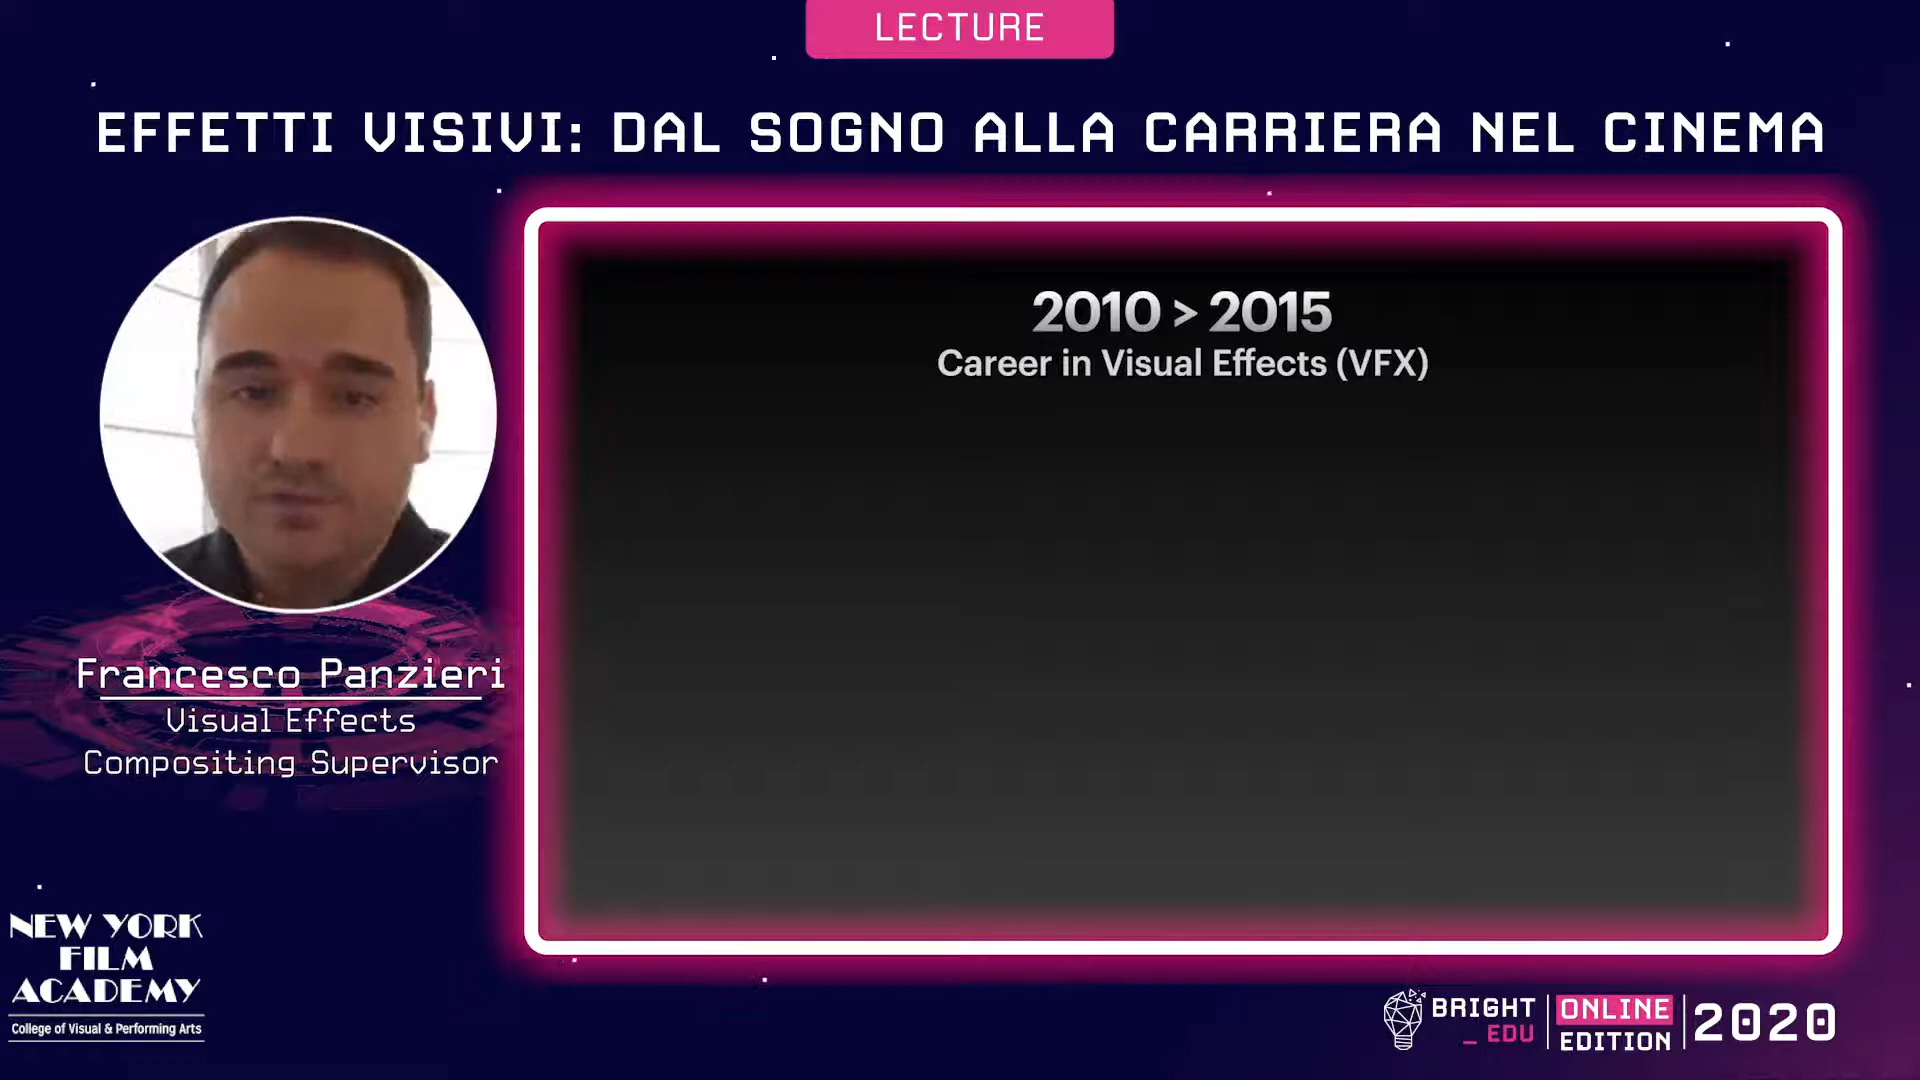 LECTURE
EFFETTI VISIVI: DAL SOGNO ALLA CARRIERA NEL CINEMA
2010 > 2015
Career in Visual Effects (VFX)
Francesco Panzieri
Visual Effects
Compositing Supervisor
NEW YORK
FILM
ACADEMY
College of Visual & Performing Arts
BRIGHT
_ EDU
ONLINE
EDITION
2020